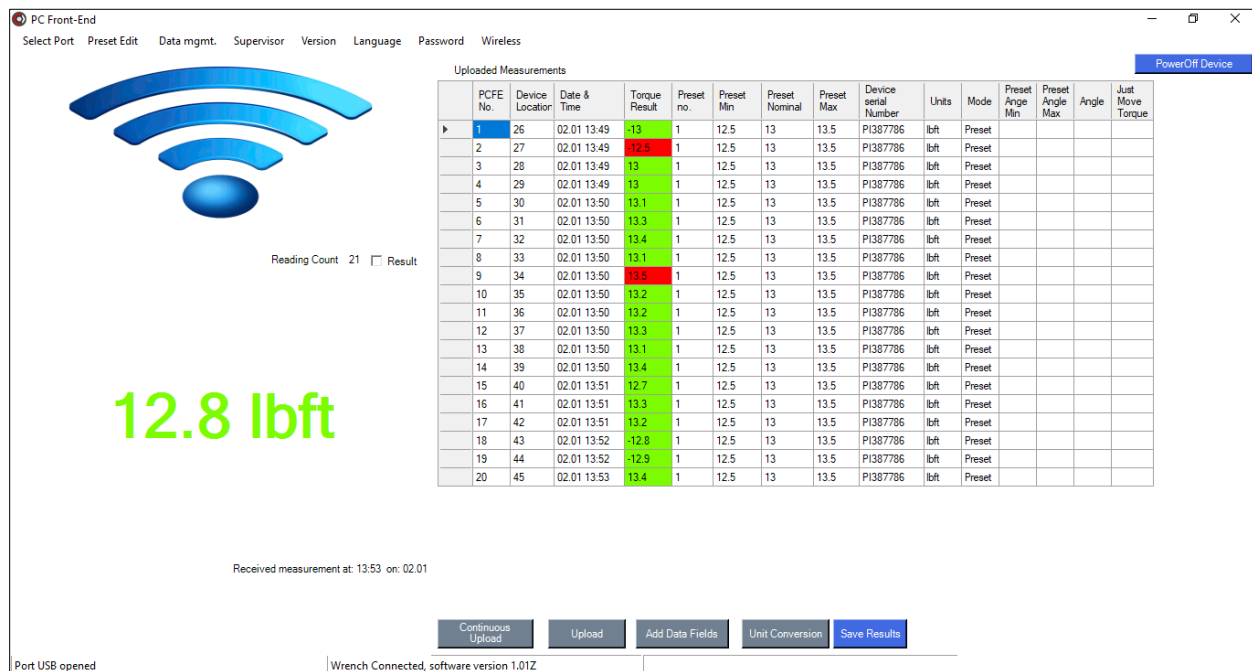 PC Front-End
Select Port Preset Edit Data mgmt. Supervisor Version Language Password Wireless
PowerOff Device
Uploaded Measurements
PCFE No. Device Location Date & Time Torque Result Preset no. Preset Min Preset Nominal Preset Max Device serial Number Units Mode Preset Ange Min Preset Angle Max Angle Just Move Torque
1 26 02.01 13:49 -13 1 12.5 13 13.5 PI387786 lbft Preset
2 27 02.01 13:49 -12.5 1 12.5 13 13.5 PI387786 lbft Preset
3 28 02.01 13:49 13 1 12.5 13 13.5 PI387786 lbft Preset
4 29 02.01 13:49 13 1 12.5 13 13.5 PI387786 lbft Preset
5 30 02.01 13:50 13.1 1 12.5 13 13.5 PI387786 lbft Preset
6 31 02.01 13:50 13.3 1 12.5 13 13.5 PI387786 lbft Preset
7 32 02.01 13:50 13.4 1 12.5 13 13.5 PI387786 lbft Preset
8 33 02.01 13:50 13.1 1 12.5 13 13.5 PI387786 lbft Preset
9 34 02.01 13:50 13.5 1 12.5 13 13.5 PI387786 lbft Preset
10 35 02.01 13:50 13.2 1 12.5 13 13.5 PI387786 lbft Preset
11 36 02.01 13:50 13.2 1 12.5 13 13.5 PI387786 lbft Preset
12 37 02.01 13:50 13.3 1 12.5 13 13.5 PI387786 lbft Preset
13 38 02.01 13:50 13.1 1 12.5 13 13.5 PI387786 lbft Preset
14 39 02.01 13:50 13.4 1 12.5 13 13.5 PI387786 lbft Preset
15 40 02.01 13:51 12.7 1 12.5 13 13.5 PI387786 lbft Preset
16 41 02.01 13:51 13.3 1 12.5 13 13.5 PI387786 lbft Preset
17 42 02.01 13:51 13.2 1 12.5 13 13.5 PI387786 lbft Preset
18 43 02.01 13:52 -12.8 1 12.5 13 13.5 PI387786 lbft Preset
19 44 02.01 13:52 -12.9 1 12.5 13 13.5 PI387786 lbft Preset
20 45 02.01 13:53 13.4 1 12.5 13 13.5 PI387786 lbft Preset
Reading Count 21 Result
12.8 lbft
Received measurement at: 13:53 on: 02.01
Continuous Upload Upload Add Data Fields Unit Conversion Save Results
Port USB opened Wrench Connected, software version 1.01Z